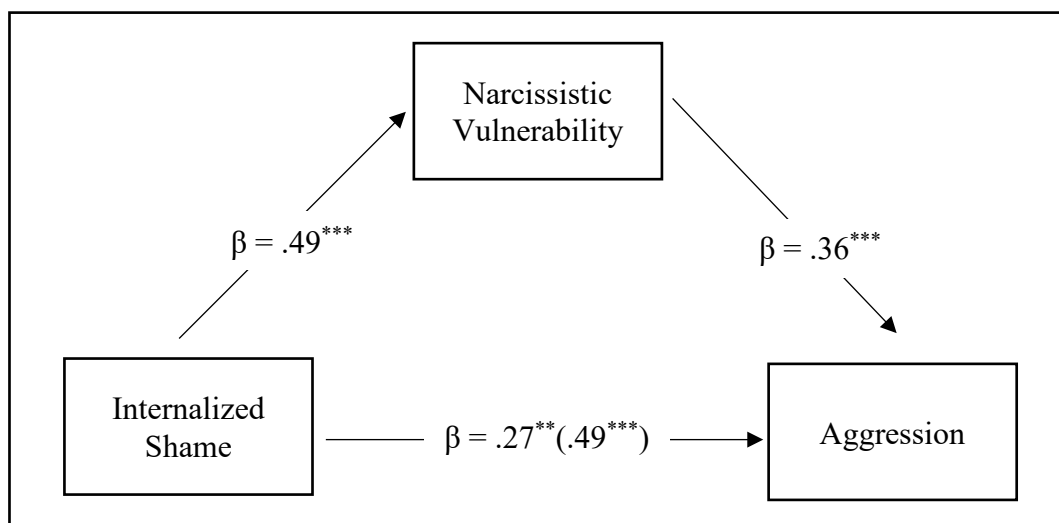 Narcissistic
Vulnerability
β = .49***
β = .36***
Internalized
Shame
β = .27**(.49***)
Aggression